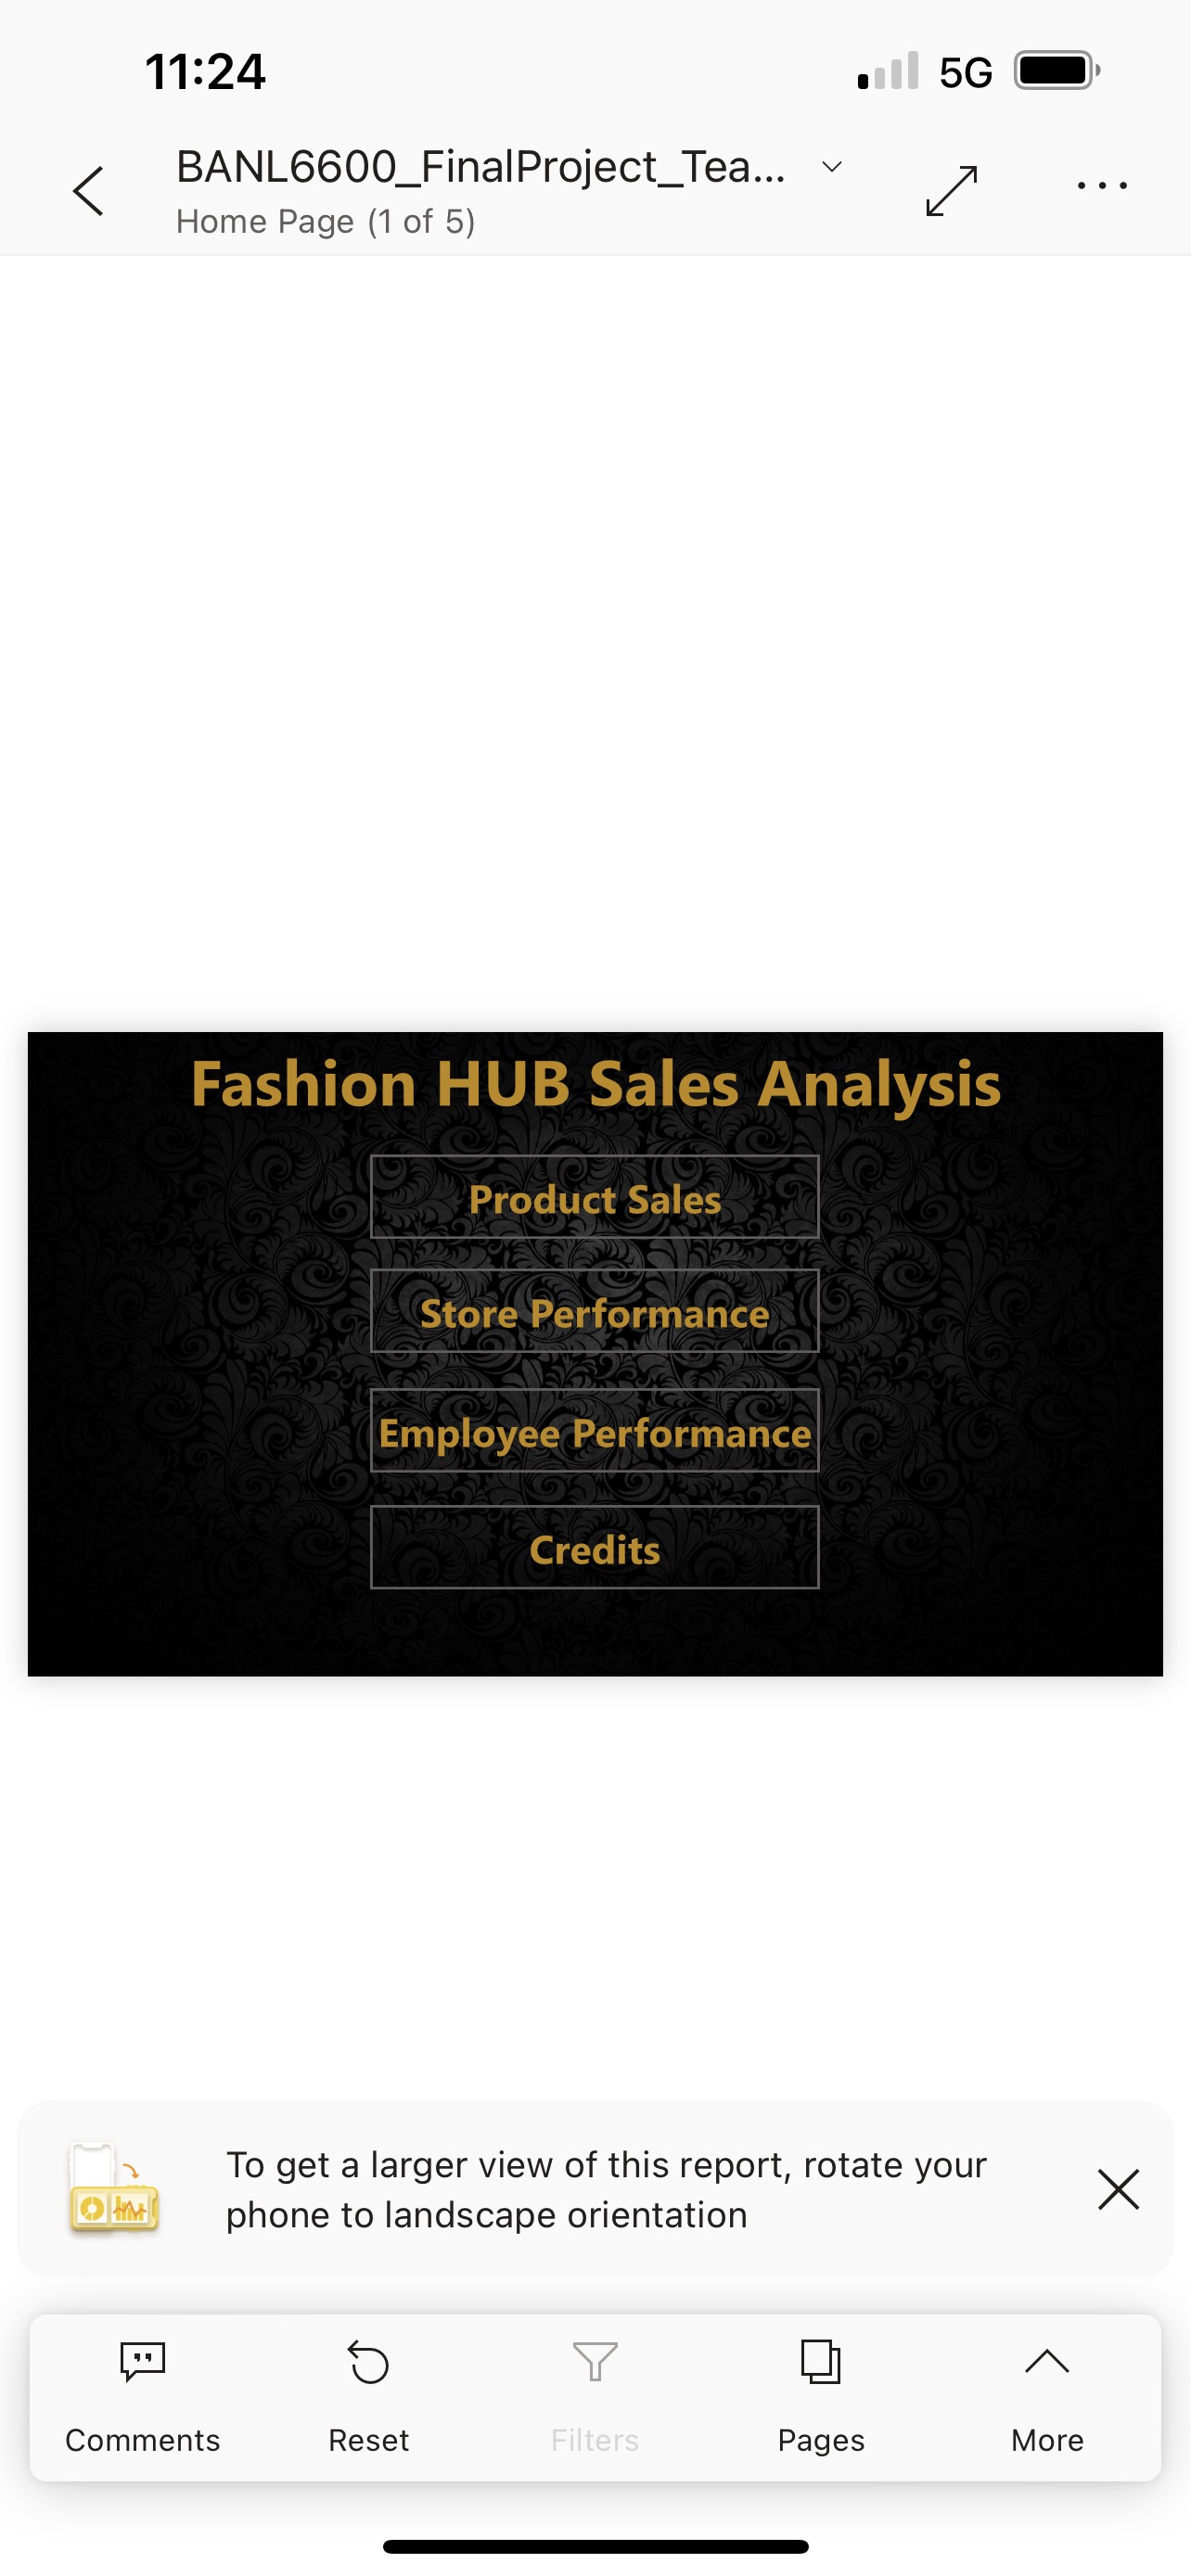 11:24
5G
BANL6600_FinalProject_Tea...
Home Page (1 of 5)
Fashion HUB Sales Analysis
Product Sales
Store Performance
Employee Performance
Credits
To get a larger view of this report, rotate your
phone to landscape orientation
Comments
Reset
Filters
Pages
More